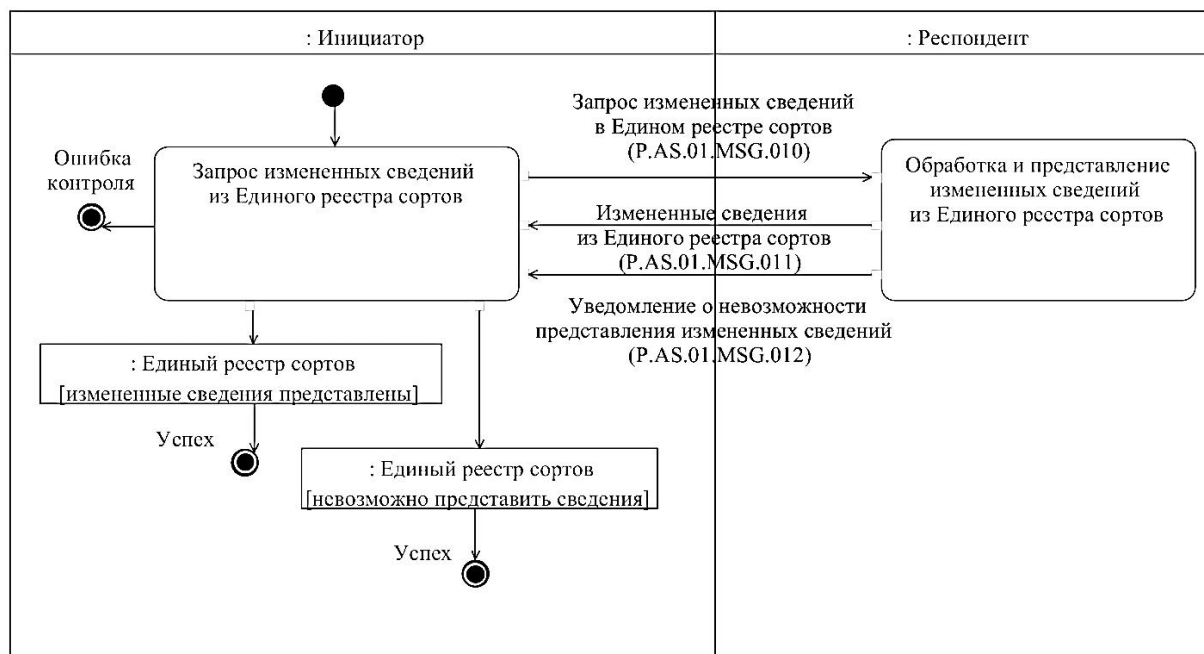 : Инициатор
: Респондент
Запрос измененных сведений
в Едином реестре сортов
(P.AS.01.MSG.010)
Ошибка
контроля
Запрос измененных сведений
из Единого реестра сортов
Обработка и представление
измененных сведений
из Единого реестра сортов
Измененные сведения
из Единого реестра сортов
(P.AS.01.MSG.011)
Уведомление о невозможности
представления измененных сведений
(P.AS.01.MSG.012)
: Единый реестр сортов
[измененные сведения представлены]
Успех
: Единый реестр сортов
[невозможно представить сведения]
Успех